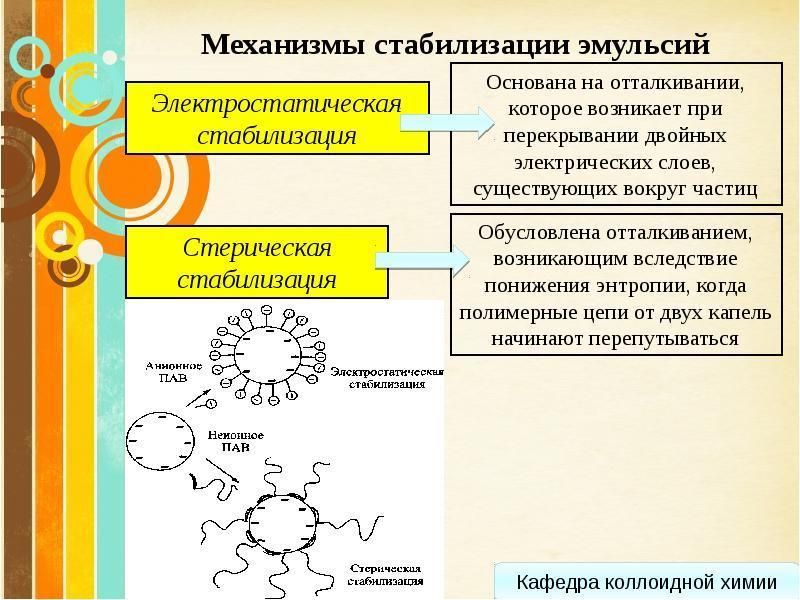 Механизмы стабилизации эмульсий
Электростатическая
стабилизация
Основана на отталкивании,
которое возникает при
перекрывании двойных
электрических слоев,
существующих вокруг частиц
Стерическая
стабилизация
Обусловлена отталкиванием,
возникающим вследствие
понижения энтропии, когда
полимерные цепи от двух капель
начинают перепутываться
Анионное
ПАВ
Электростатическая
стабилизация
Неионное
ПАВ
Стерическая
стабилизация
Кафедра коллоидной химии